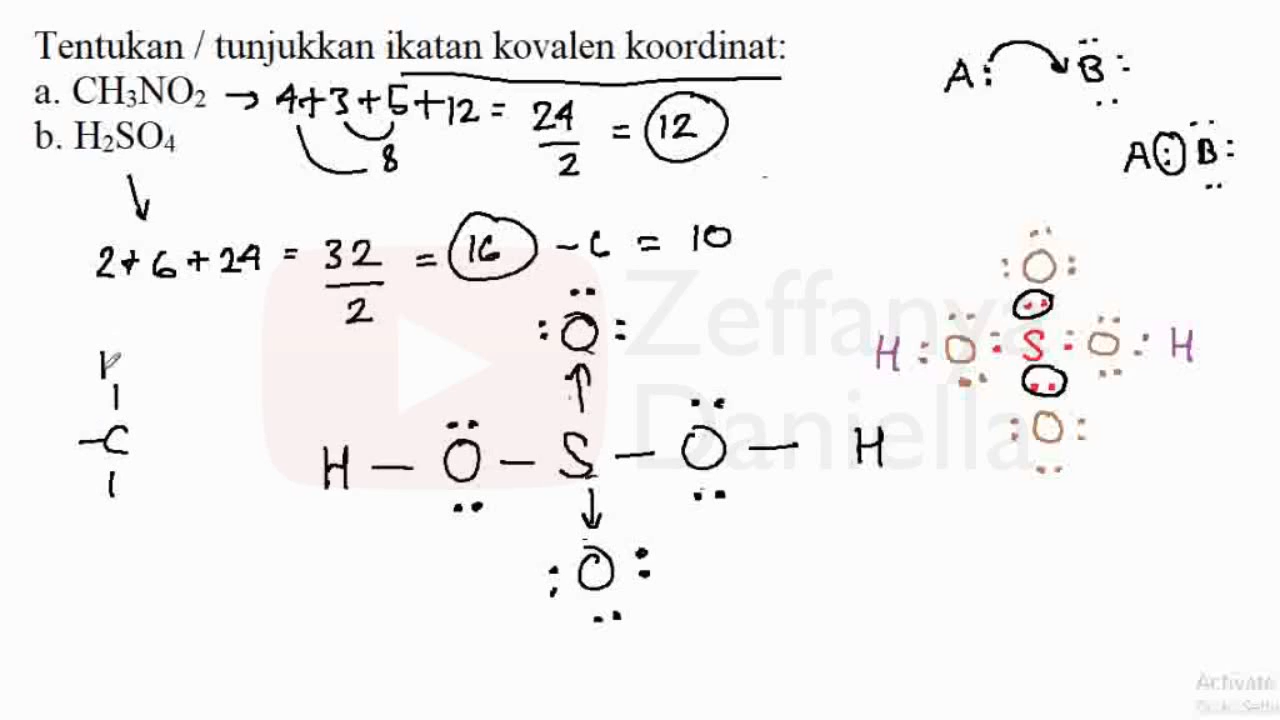 Tentukan / tunjukkan ikatan kovalen koordinat:
a. CH₃NO₂ → 4+3+5+12 = 24/2 = 12
8
b. H₂SO₄
2+6+24 = 32/2 = 16 - 6 = 10
A: B:
A : B:
:O:
H : O : S : O : H
:O:
:O:
H — O — S — O — H
:O:
H
-C
Zeffanya
Daniella
Activate